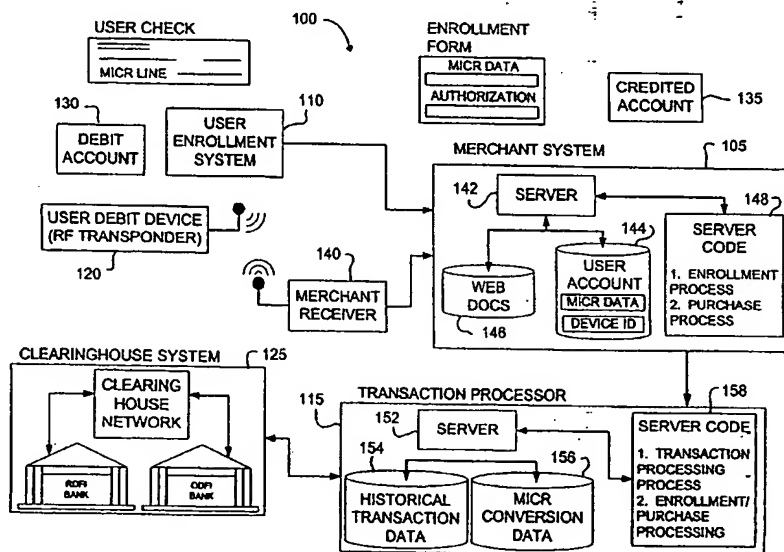 USER CHECK
MICR LINE
100
ENROLLMENT
FORM
MICR DATA
AUTHORIZATION
CREDITED
ACCOUNT
135
130
DEBIT
ACCOUNT
USER
ENROLLMENT
SYSTEM
110
MERCHANT SYSTEM
105
142
SERVER
148
SERVER
CODE
1. ENROLLMENT
PROCESS
2. PURCHASE
PROCESS
144
USER
ACCOUNT
MICR DATA
DEVICE ID
WEB
DOCS
146
USER DEBIT DEVICE
(RF TRANSPONDER)
120
140
MERCHANT
RECEIVER
CLEARINGHOUSE SYSTEM
125
CLEARING
HOUSE
NETWORK
RDFI
BANK
ODFI
BANK
TRANSACTION PROCESSOR
115
152
SERVER
158
SERVER CODE
1. TRANSACTION
PROCESSING
PROCESS
2. ENROLLMENT/
PURCHASE
PROCESSING
154
HISTORICAL
TRANSACTION
DATA
156
MICR
CONVERSION
DATA